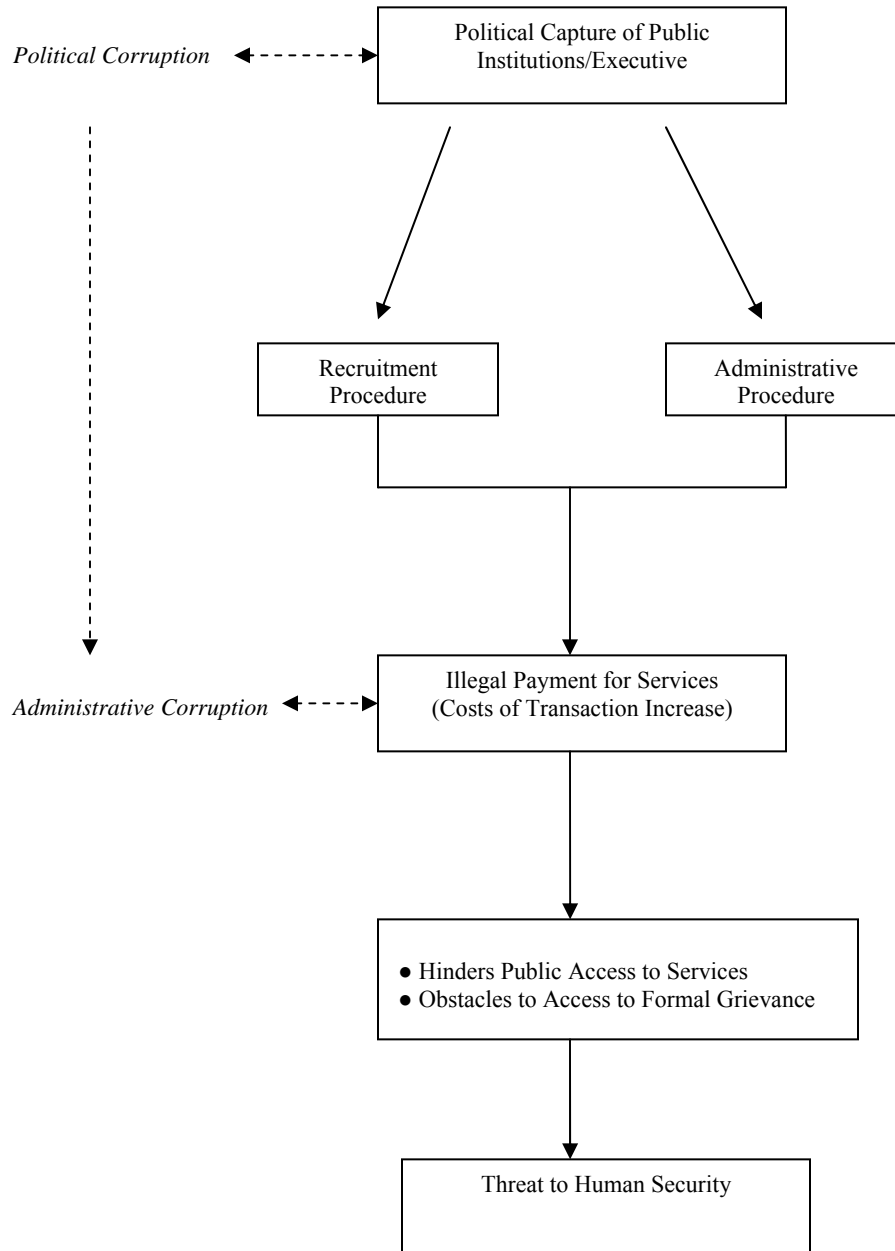 Political Capture of Public
Institutions/Executive
Political Corruption
Recruitment
Procedure
Administrative
Procedure
Illegal Payment for Services
(Costs of Transaction Increase)
Administrative Corruption
● Hinders Public Access to Services
● Obstacles to Access to Formal Grievance
Threat to Human Security